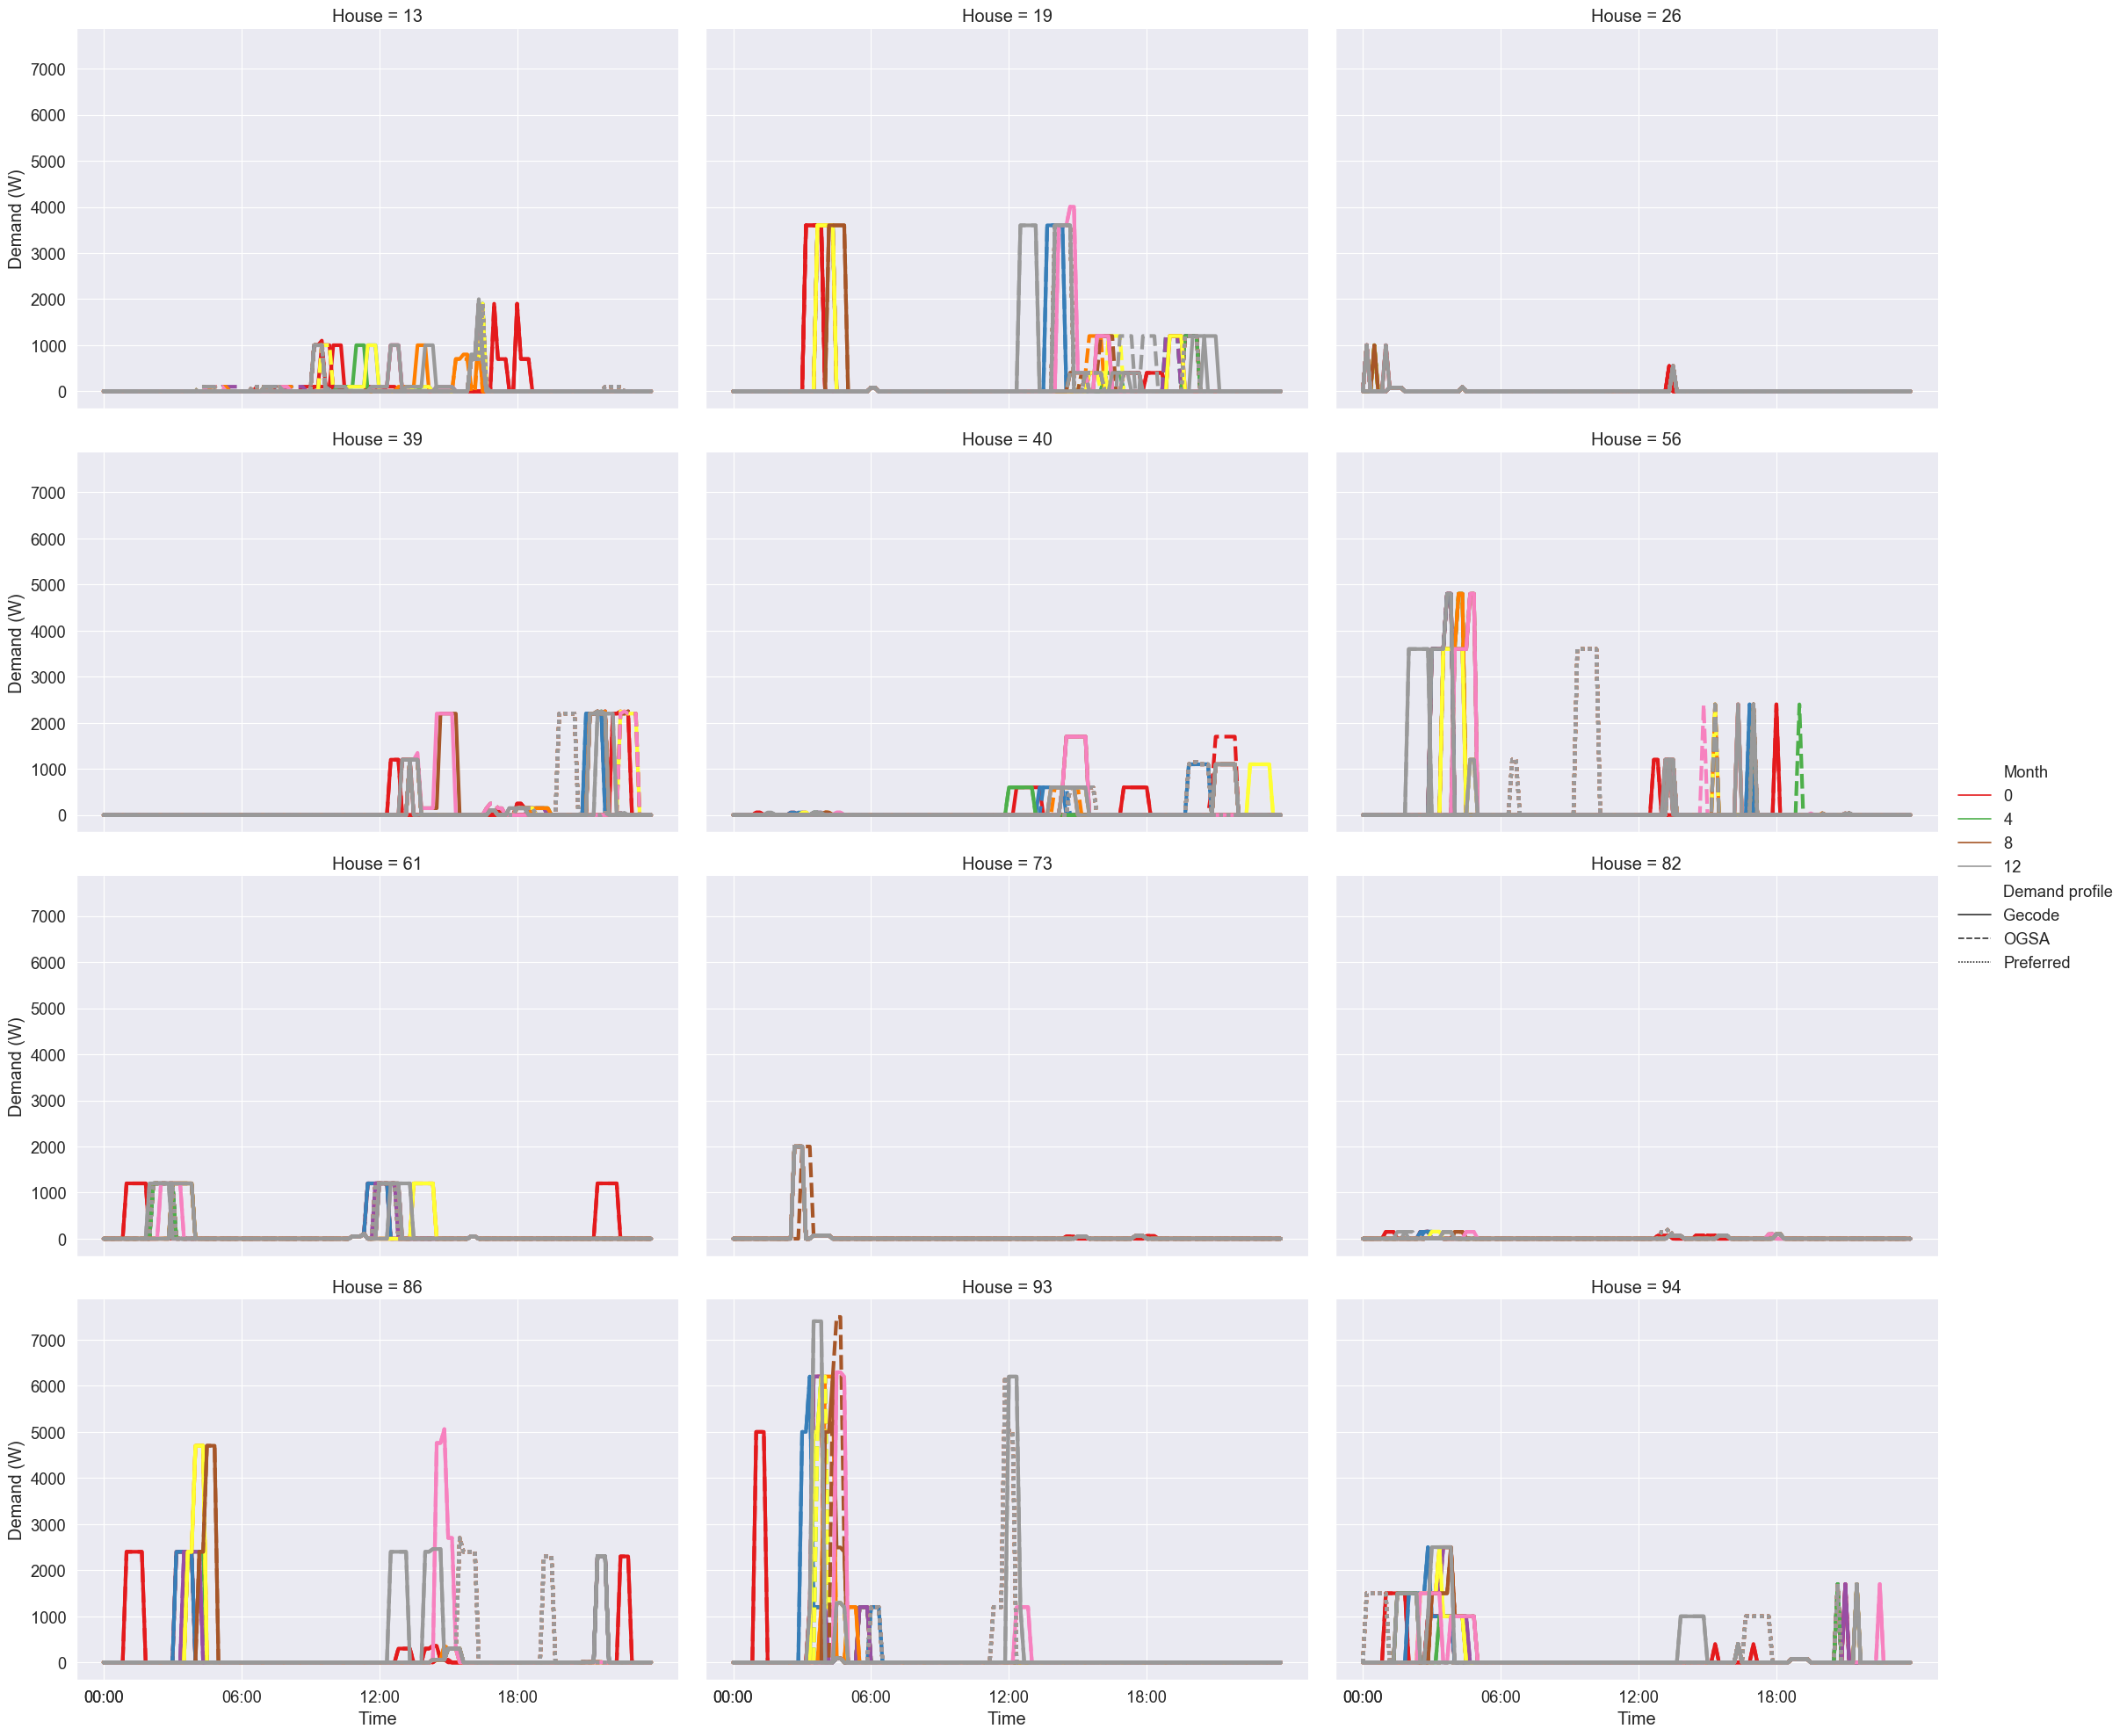 House = 13
House = 19
House = 26
7000
6000
5000
4000
3000
2000
1000
0
Demand (W)
House = 39
House = 40
House = 56
7000
6000
5000
4000
3000
2000
1000
0
Demand (W)
House = 61
House = 73
House = 82
7000
6000
5000
4000
3000
2000
1000
0
Demand (W)
House = 86
House = 93
House = 94
7000
6000
5000
4000
3000
2000
1000
0
Demand (W)
00:00 06:00 12:00 18:00
Time
00:00 06:00 12:00 18:00
Time
00:00 06:00 12:00 18:00
Time
Month
0
4
8
12
Demand profile
Gecode
OGSA
Preferred